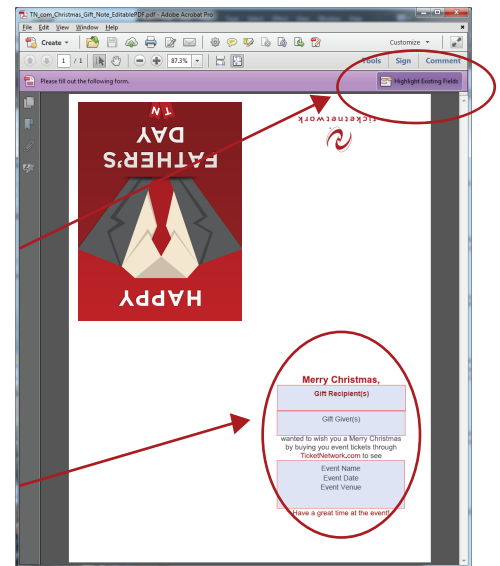 TN_com_Christmas_Gift_Note_EditablePDF.pdf - Adobe Acrobat Pro
File Edit View Window Help
Create
1 / 1 87.3%
Customize
Tools Sign Comment
Please fill out the following form.
Highlight Existing Fields
TN
DAY
FATHER'S
HAPPY
ticketnetwork
Merry Christmas,
Gift Recipient(s)
Gift Giver(s)
wanted to wish you a Merry Christmas
by buying you event tickets through
TicketNetwork.com to see
Event Name
Event Date
Event Venue
Have a great time at the event!